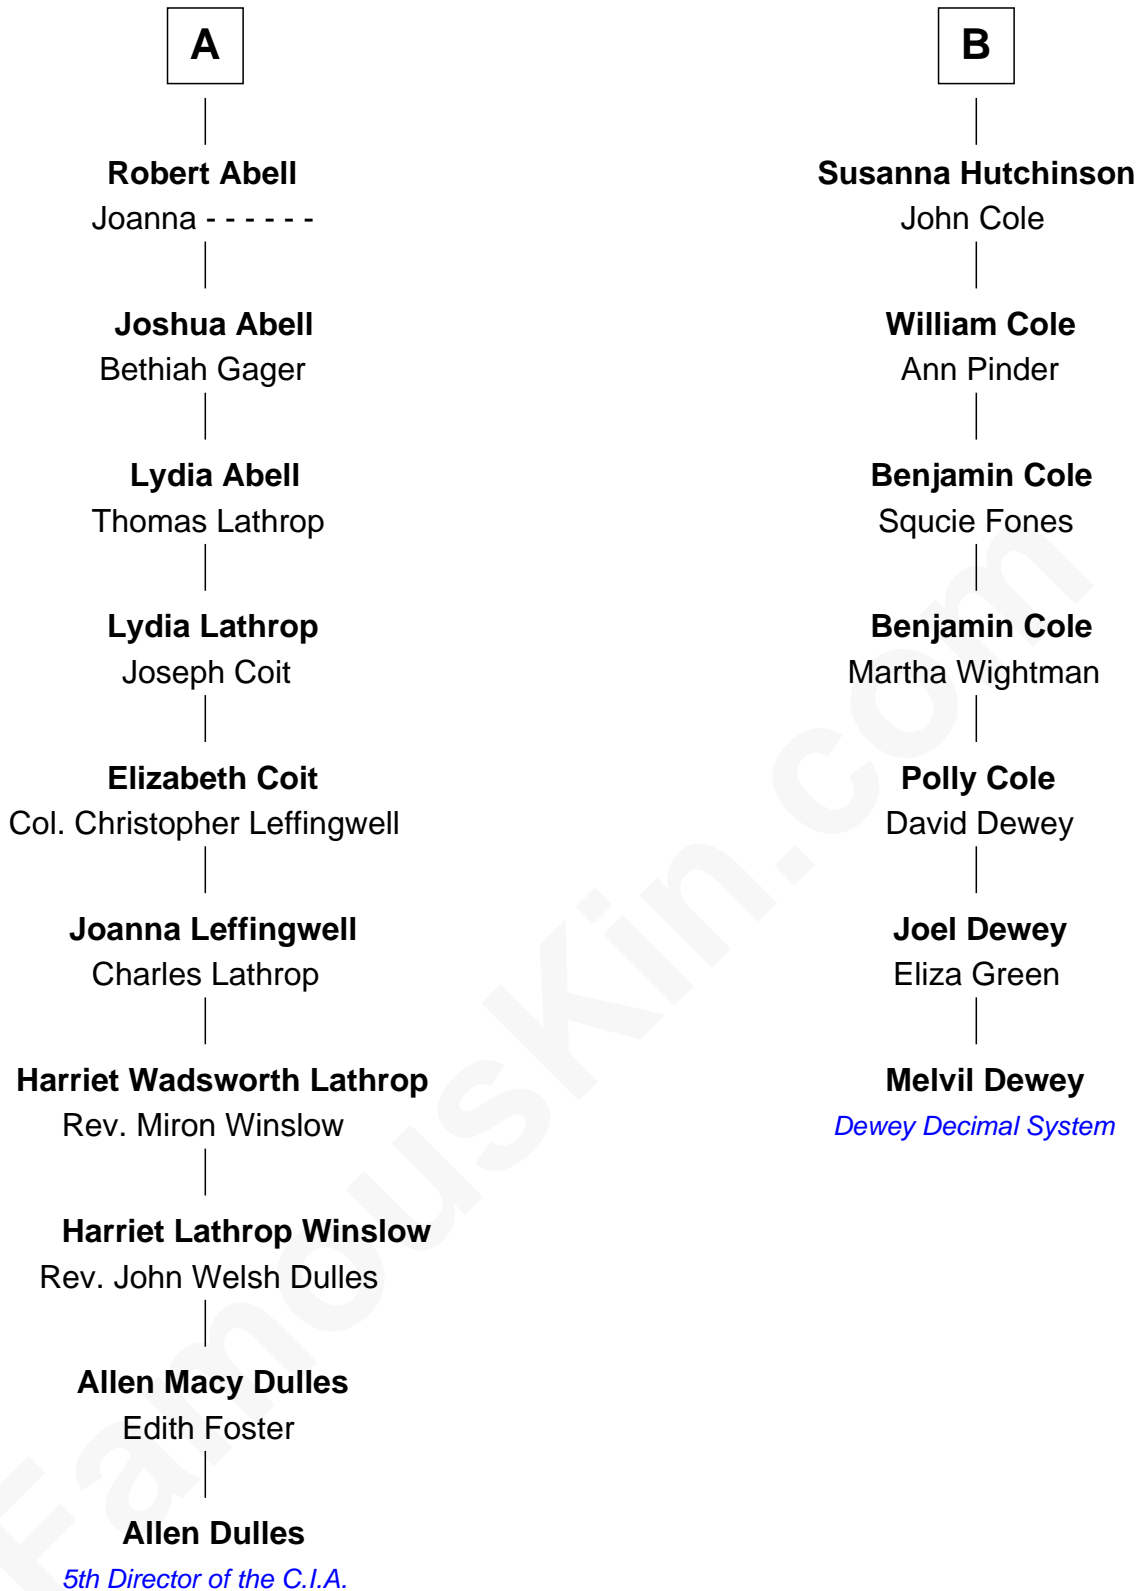 A
Robert Abell
Joanna - - - - - -
Joshua Abell
Bethiah Gager
Lydia Abell
Thomas Lathrop
Lydia Lathrop
Joseph Coit
Elizabeth Coit
Col. Christopher Leffingwell
Joanna Leffingwell
Charles Lathrop
Harriet Wadsworth Lathrop
Rev. Miron Winslow
Harriet Lathrop Winslow
Rev. John Welsh Dulles
Allen Macy Dulles
Edith Foster
Allen Dulles
5th Director of the C.I.A.
B
Susanna Hutchinson
John Cole
William Cole
Ann Pinder
Benjamin Cole
Squcie Fones
Benjamin Cole
Martha Wightman
Polly Cole
David Dewey
Joel Dewey
Eliza Green
Melvil Dewey
Dewey Decimal System
FamousKin.com